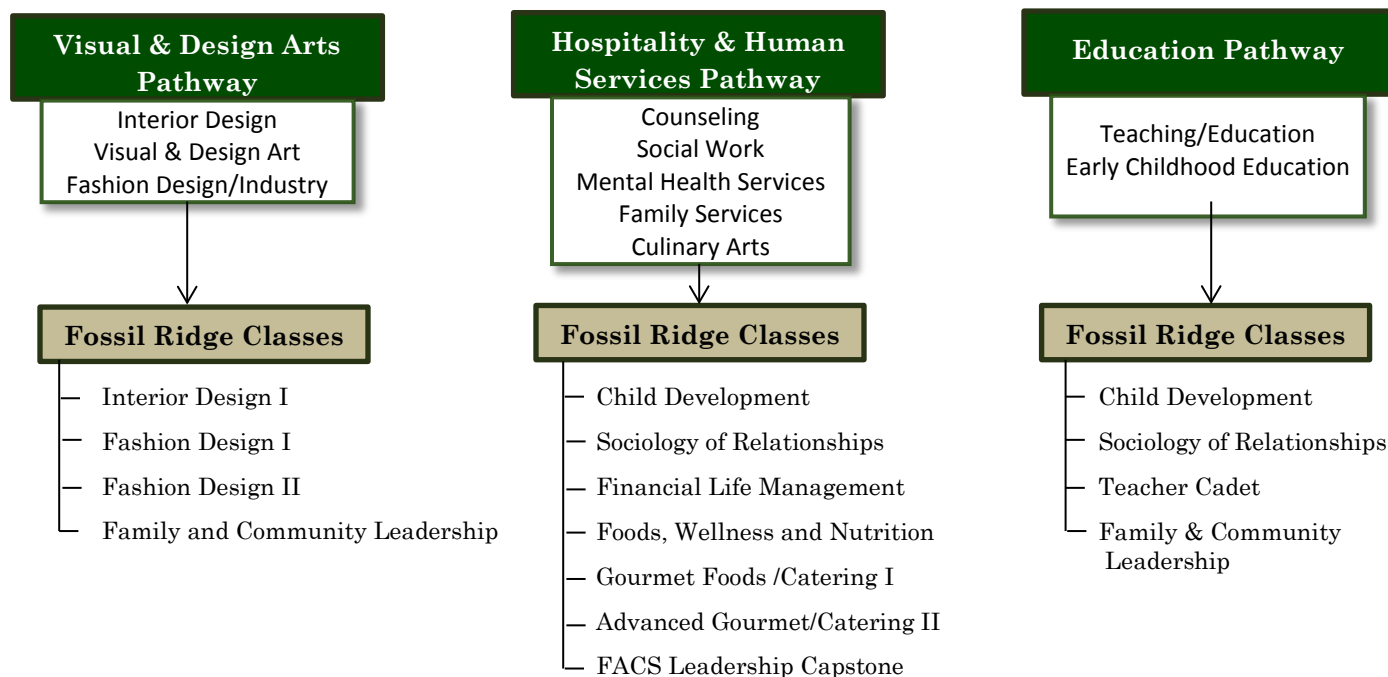 Visual & Design Arts
Pathway
Interior Design
Visual & Design Art
Fashion Design/Industry
Fossil Ridge Classes
Interior Design I
Fashion Design I
Fashion Design II
Family and Community Leadership
Hospitality & Human
Services Pathway
Counseling
Social Work
Mental Health Services
Family Services
Culinary Arts
Fossil Ridge Classes
Child Development
Sociology of Relationships
Financial Life Management
Foods, Wellness and Nutrition
Gourmet Foods /Catering I
Advanced Gourmet/Catering II
FACS Leadership Capstone
Education Pathway
Teaching/Education
Early Childhood Education
Fossil Ridge Classes
Child Development
Sociology of Relationships
Teacher Cadet
Family & Community
Leadership